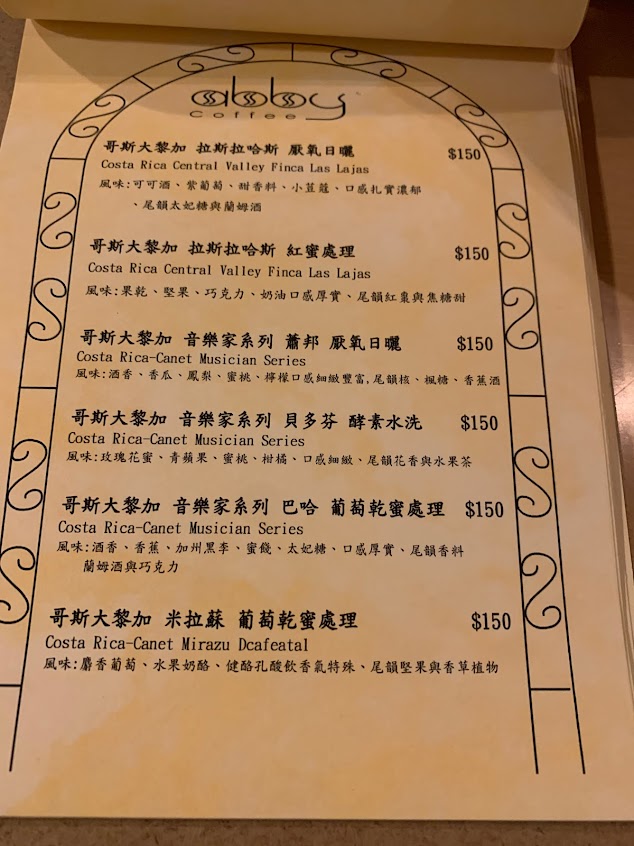 abby
Coffee
哥斯大黎加 拉斯拉哈斯 厭氧日曬 $150
Costa Rica Central Valley Finca Las Lajas
風味:可可酒、紫葡萄、甜香料、小荳蔻、口感扎實濃郁
、尾韻太妃糖與蘭姆酒
哥斯大黎加 拉斯拉哈斯 紅蜜處理 $150
Costa Rica Central Valley Finca Las Lajas
風味:果乾、堅果、巧克力、奶油口感厚實、尾韻紅棗與焦糖甜
哥斯大黎加 音樂家系列 蕭邦 厭氧日曬 $150
Costa Rica-Canet Musician Series
風味:酒香、香瓜、鳳梨、蜜桃、檸檬口感細緻豐富,尾韻核、楓糖、香蕉酒
哥斯大黎加 音樂家系列 貝多芬 酵素水洗 $150
Costa Rica-Canet Musician Series
風味:玫瑰花蜜、青蘋果、蜜桃、柑橘、口感細緻、尾韻花香與水果茶
哥斯大黎加 音樂家系列 巴哈 葡萄乾蜜處理 $150
Costa Rica-Canet Musician Series
風味:酒香、香蕉、加州黑李、蜜餞、太妃糖、口感厚實、尾韻香料
蘭姆酒與巧克力
哥斯大黎加 米拉蘇 葡萄乾蜜處理 $150
Costa Rica-Canet Mirazu Dcafeatal
風味:麝香葡萄、水果奶酪、健酪乳酸飲香氣特殊、尾韻堅果與香草植物